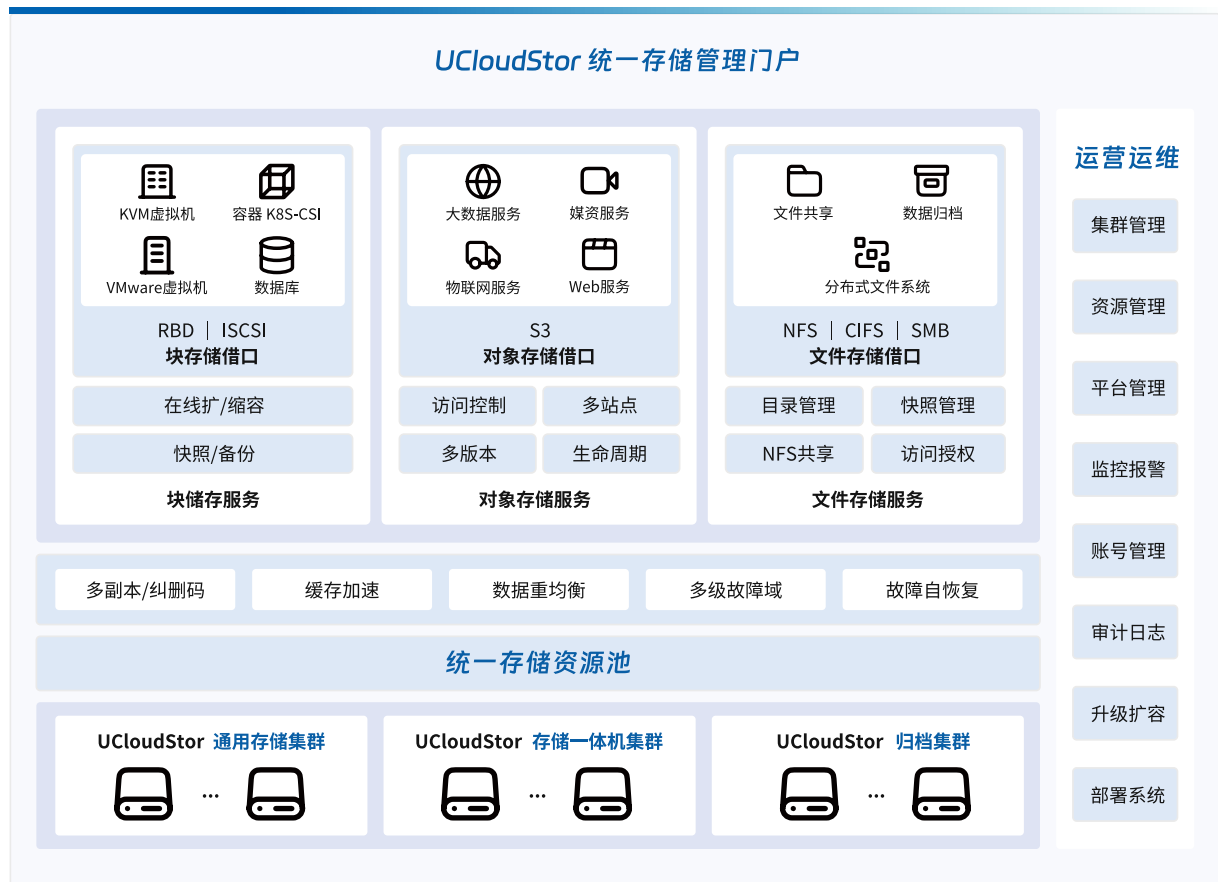 UCloudStor 统一存储管理门户
KVM虚拟机
容器 K8S-CSI
VMware虚拟机
数据库
RBD | ISCSI
块存储借口
在线扩/缩容
快照/备份
块储存服务
大数据服务
媒资服务
物联网服务
Web服务
S3
对象存储借口
访问控制
多站点
多版本
生命周期
对象存储服务
文件共享
数据归档
分布式文件系统
NFS | CIFS | SMB
文件存储借口
目录管理
快照管理
NFS共享
访问授权
文件存储服务
多副本/纠删码
缓存加速
数据重均衡
多级故障域
故障自恢复
统一存储资源池
UCloudStor 通用存储集群
...
UCloudStor 存储一体机集群
...
UCloudStor 归档集群
...
运营运维
集群管理
资源管理
平台管理
监控报警
账号管理
审计日志
升级扩容
部署系统